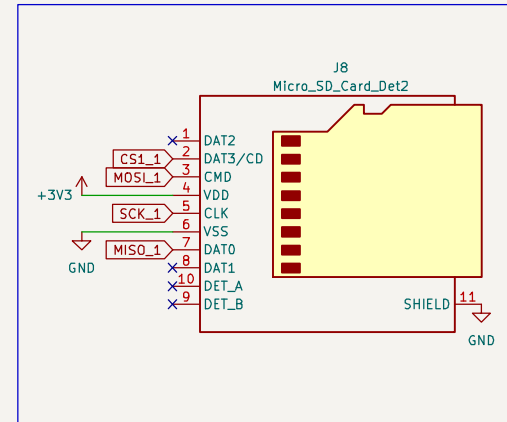 J8
Micro_SD_Card_Det2
1 DAT2
CS1_1 2 DAT3/CD
MOSI_1 3 CMD
+3V3 4 VDD
SCK_1 5 CLK
6 VSS
MISO_1 7 DAT0
GND
8 DAT1
10 DET_A
9 DET_B
SHIELD 11
GND